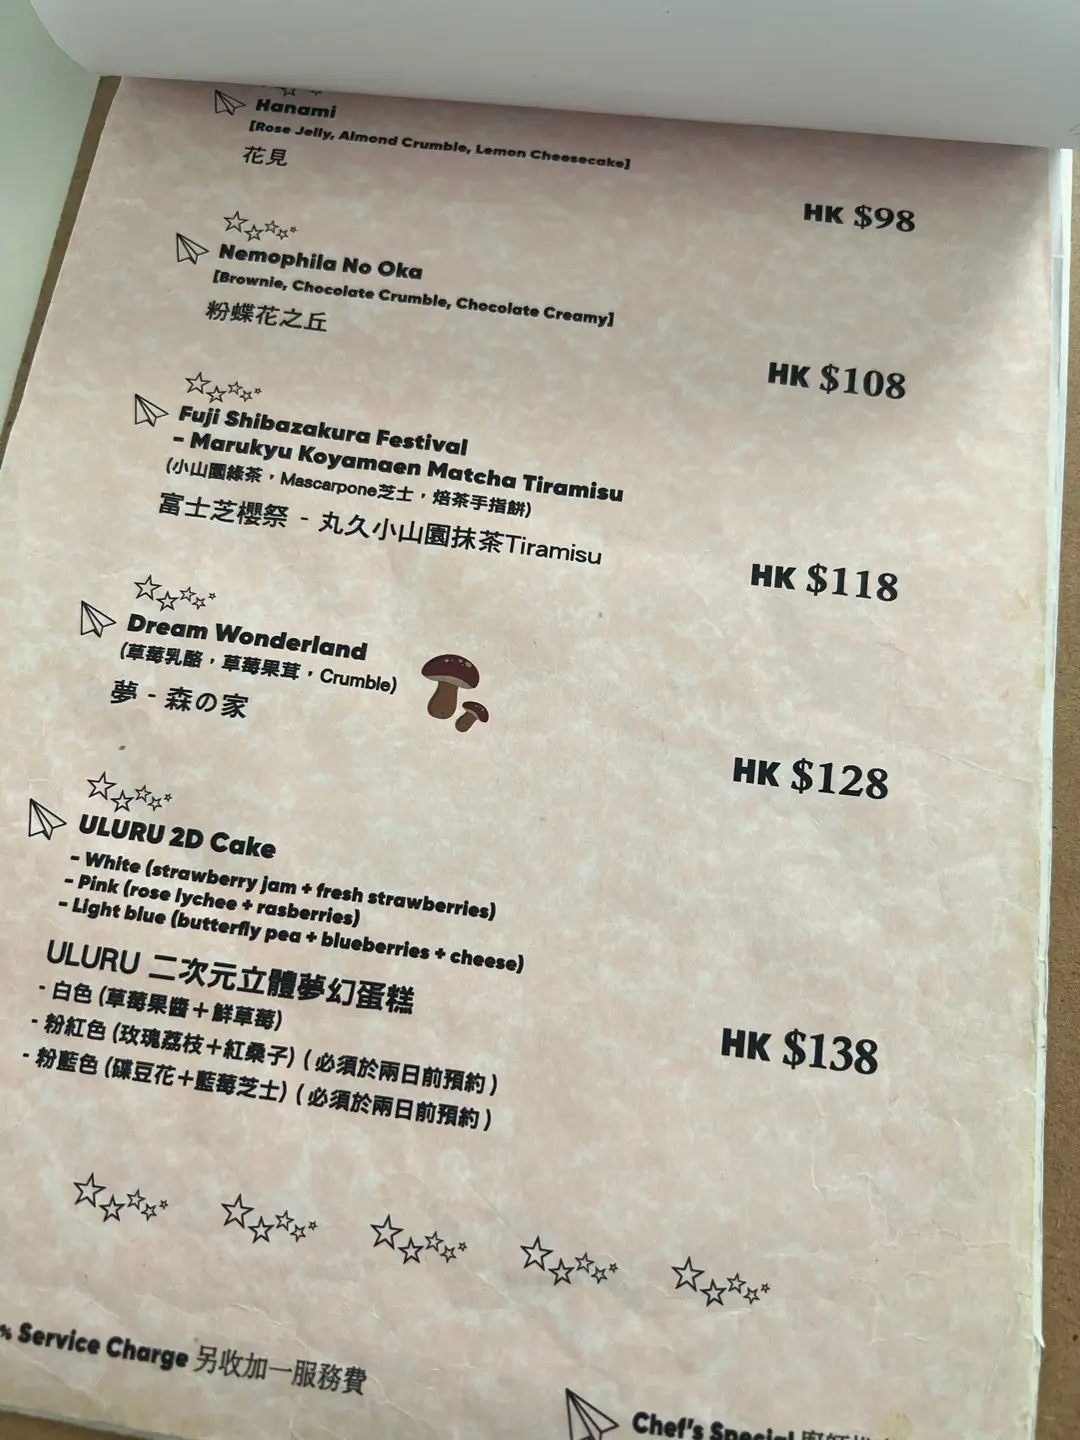 Hanami
[Rose Jelly, Almond Crumble, Lemon Cheesecake]
花見
HK $98
Nemophila No Oka
[Brownie, Chocolate Crumble, Chocolate Creamy]
粉蝶花之丘
HK $108
Fuji Shibazakura Festival
- Marukyu Koyamaen Matcha Tiramisu
(小山園綠茶，Mascarpone芝士，焙茶手指餅)
富士芝櫻祭 - 丸久小山園抹茶Tiramisu
HK $118
Dream Wonderland
(草莓乳酪，草莓果茸，Crumble)
夢 - 森の家
HK $128
ULURU 2D Cake
- White (strawberry jam + fresh strawberries)
- Pink (rose lychee + rasberries)
- Light blue (butterfly pea + blueberries + cheese)
ULURU 二次元立體夢幻蛋糕
- 白色 (草莓果醬＋鮮草莓)
- 粉紅色 (玫瑰荔枝＋紅桑子) ( 必須於兩日前預約 )
- 粉藍色 (碟豆花＋藍莓芝士) ( 必須於兩日前預約 )
HK $138
% Service Charge 另收加一服務費
Chef's Special